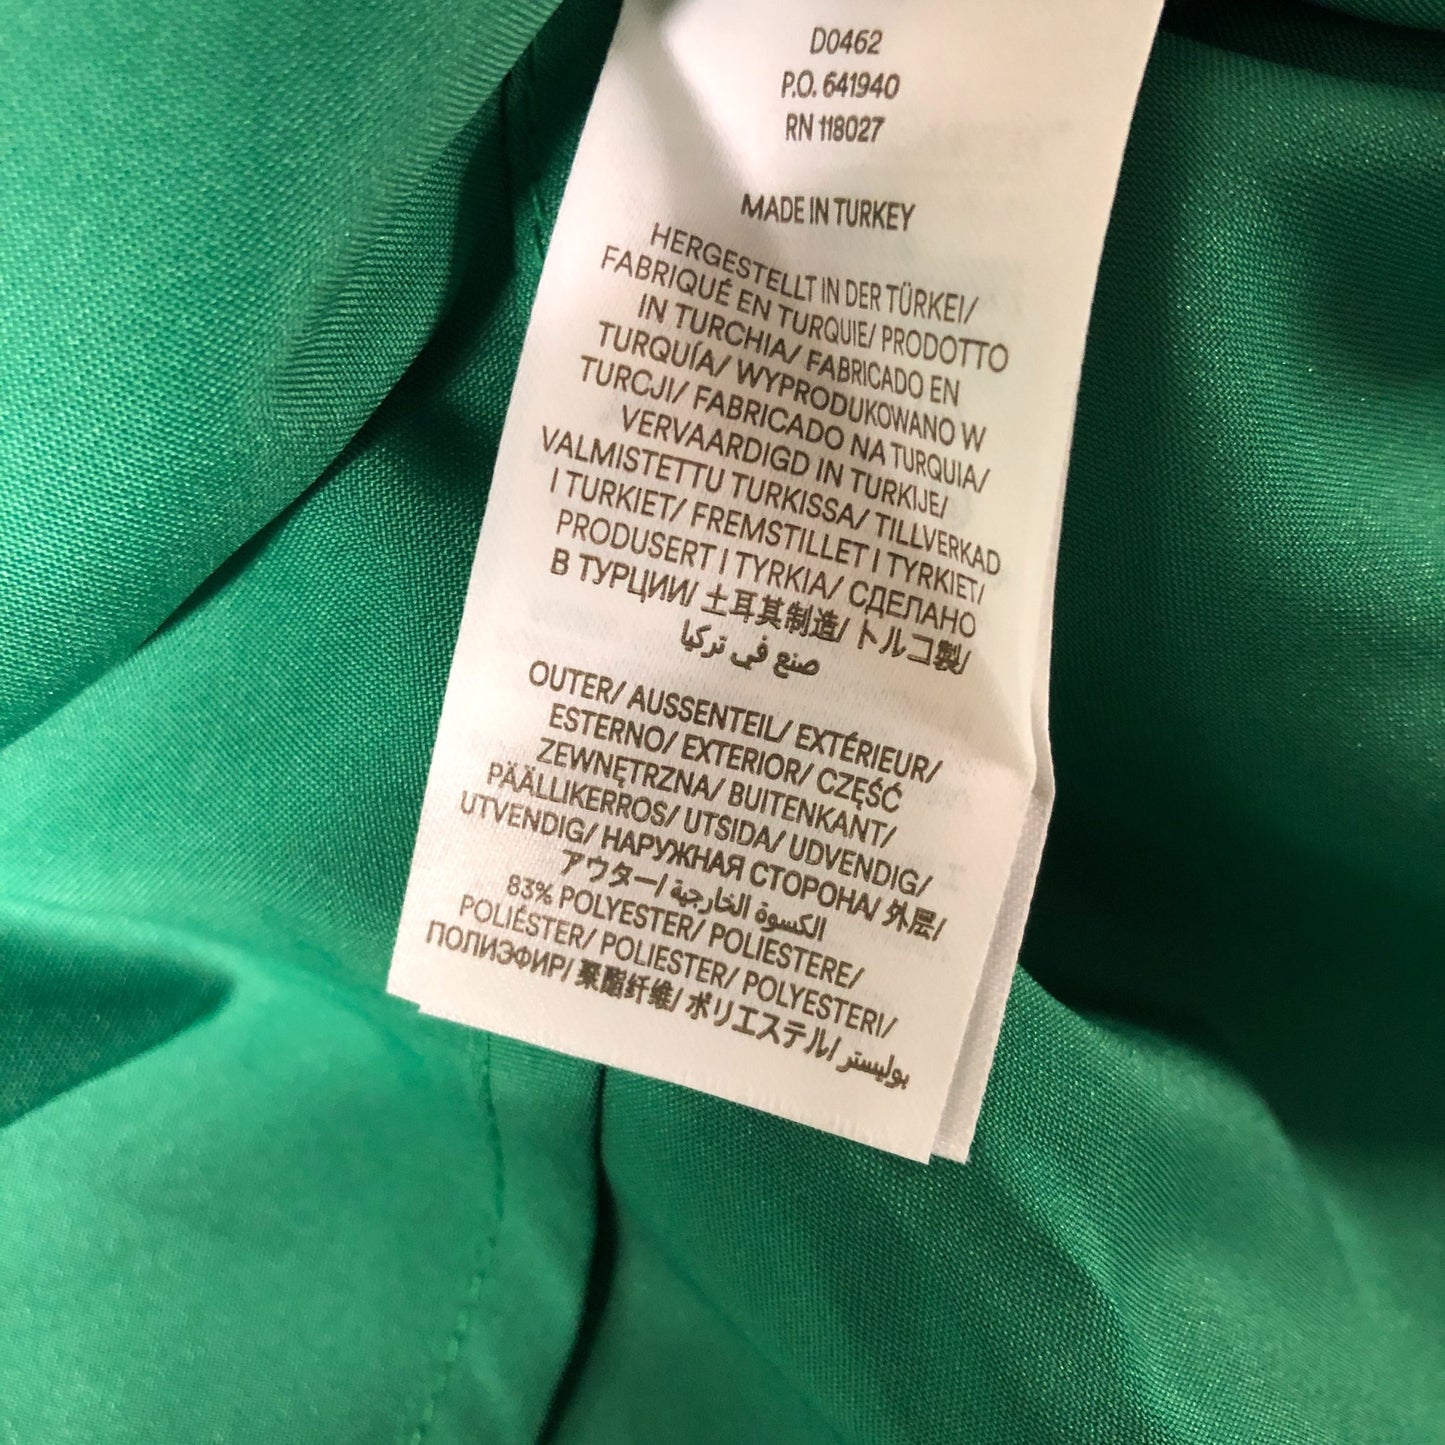 D0462
P.O. 641940
RN 118027
MADE IN TURKEY
HERGESTELLT IN DER TÜRKEI/
FABRIQUÉ EN TURQUIE/ PRODOTTO
IN TURCHIA/ FABRICADO EN
TURQUÍA/ WYPRODUKOWANO W
TURCJI/ FABRICADO NA TURQUIA/
VERVAARDIGD IN TURKIJE/
VALMISTETTU TURKISSA/ TILLVERKAD
I TURKIET/ FREMSTILLET I TYRKIET/
PRODUSERT I TYRKIA/ СДЕЛАНО
В ТУРЦИИ/ 土耳其制造/ トルコ製/
صنع في تركيا
OUTER/ AUSSENTEIL/ EXTÉRIEUR/
ESTERNO/ EXTERIOR/ CZĘŚĆ
ZEWNĘTRZNA/ BUITENKANT/
PÄÄLLIKERROS/ UTSIDA/ UDVENDIG/
UTVENDIG/ НАРУЖНАЯ СТОРОНА/ 外层/
アウター/ الكسوة الخارجية
83% POLYESTER/ POLIESTERE/
POLIÉSTER/ POLIESTER/ POLYESTERI/
ПОЛИЭФИР/ 聚酯纤维/ ポリエステル/ بوليستر